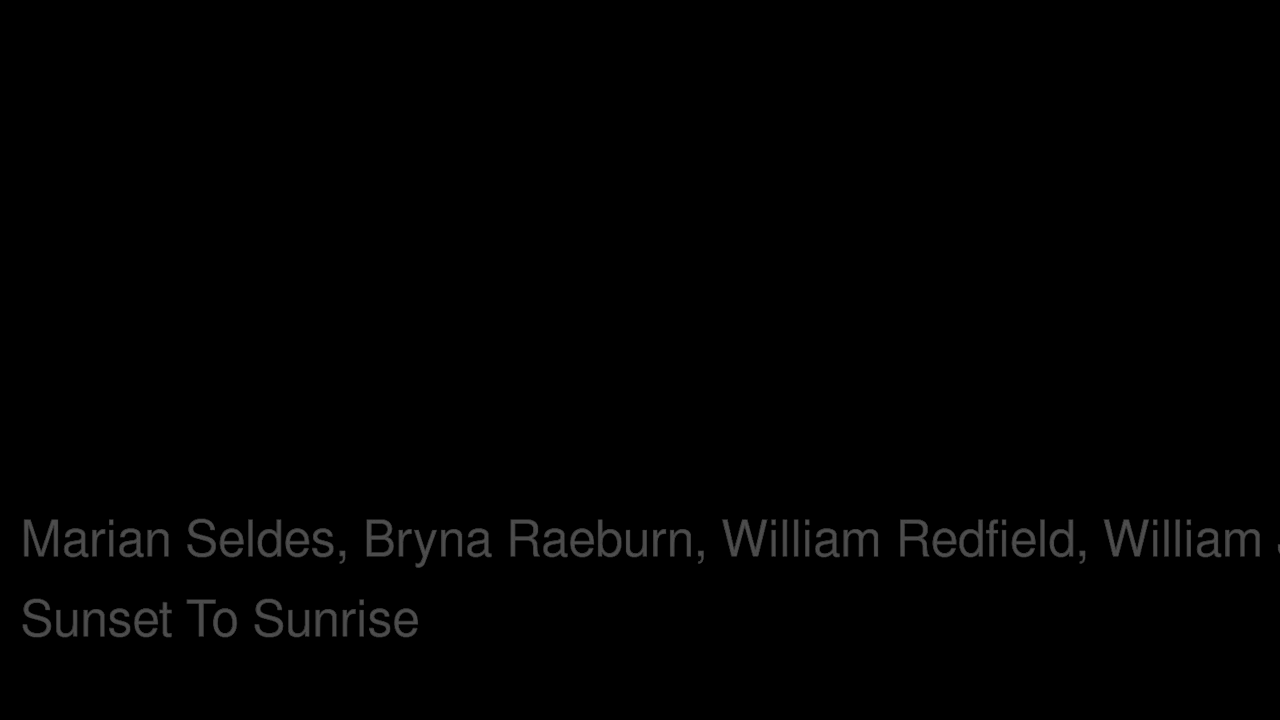 Marian Seldes, Bryna Raeburn, William Redfield, William
Sunset To Sunrise